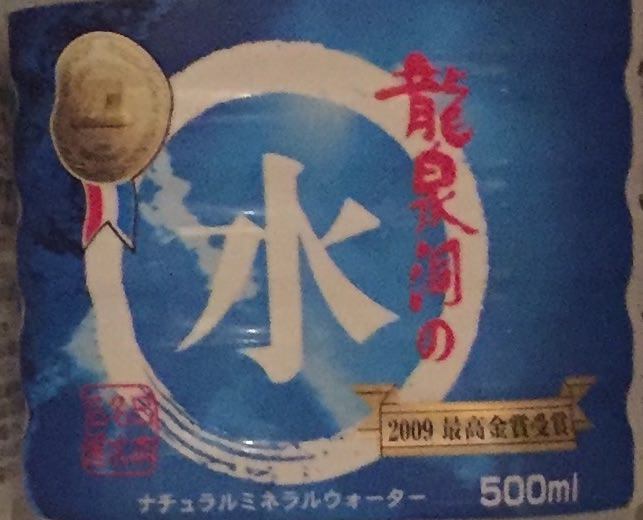 龍泉洞の
水
2009 最高金賞受賞
ナチュラルミネラルウォーター
500ml